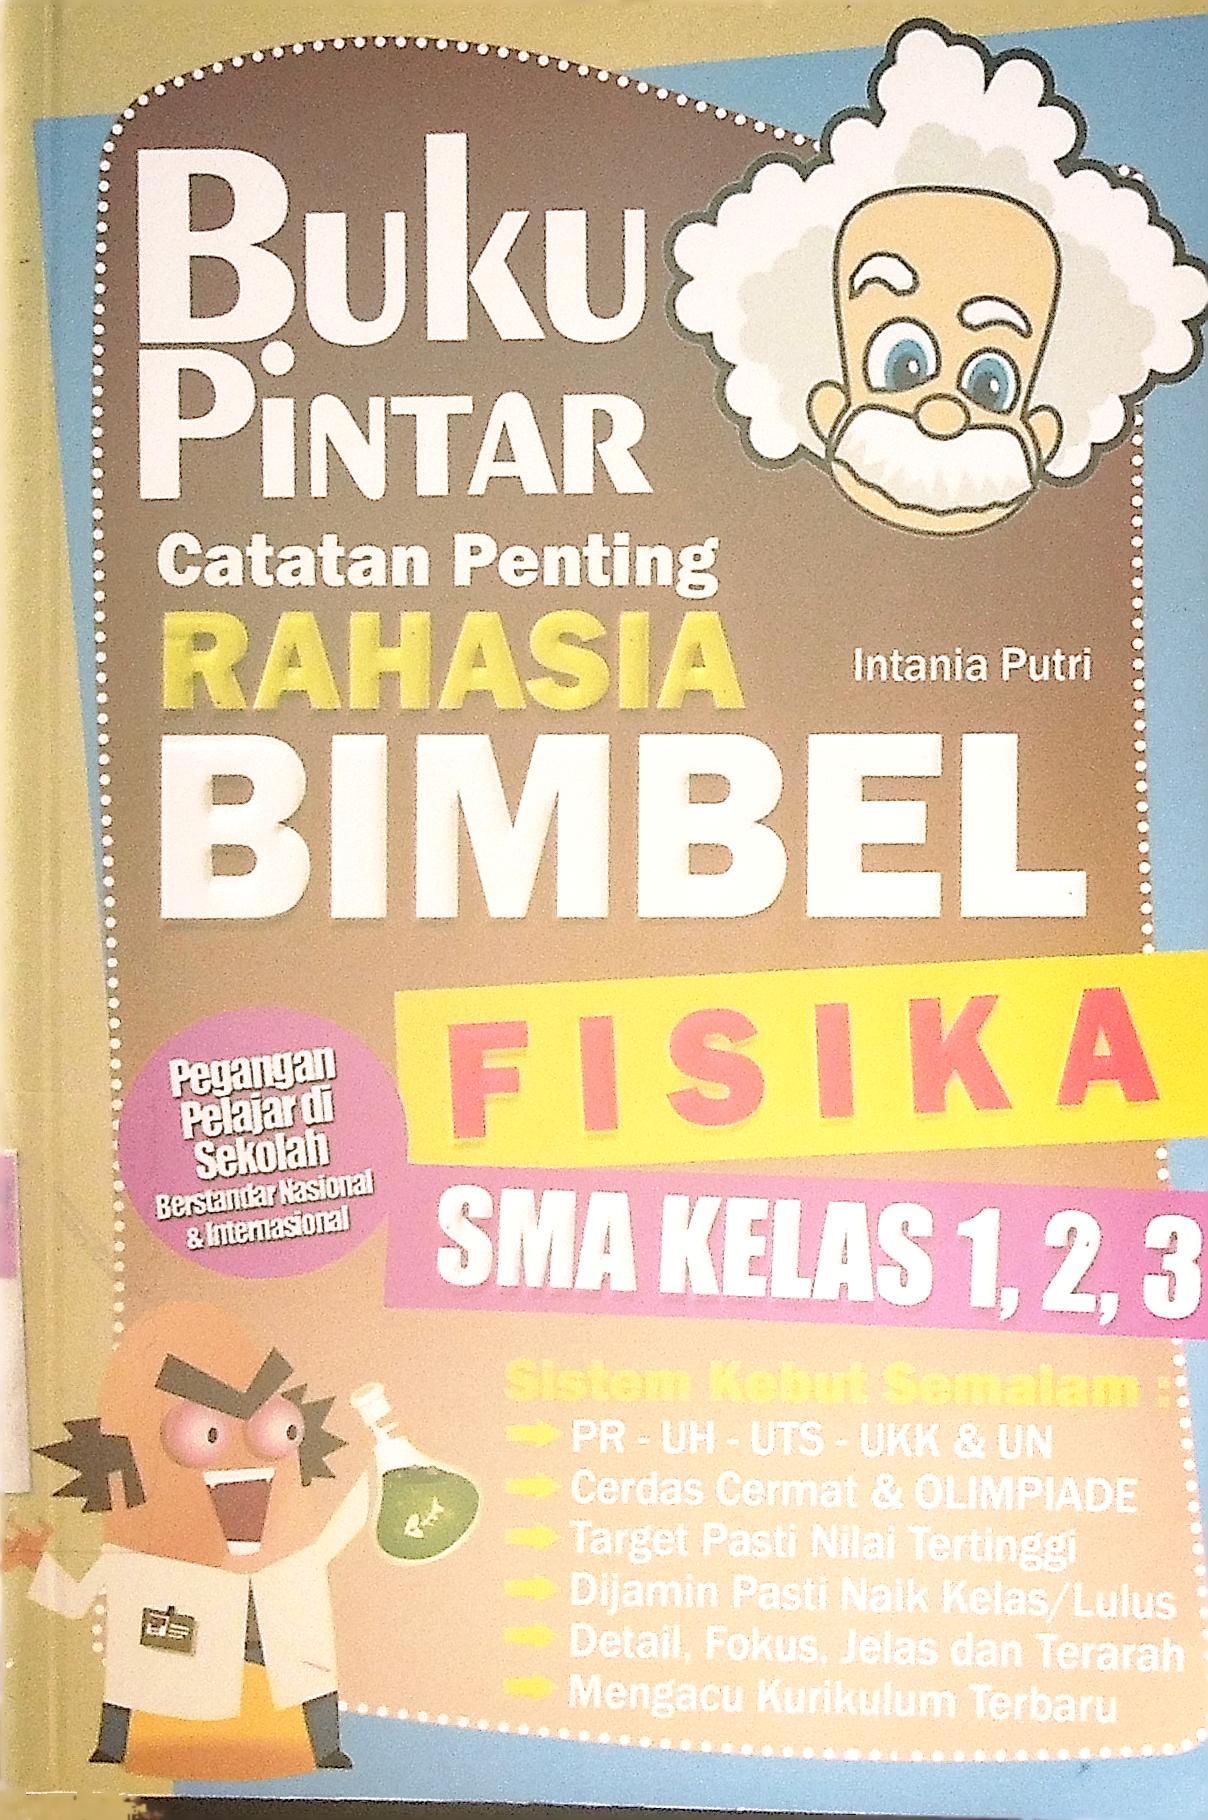 Buku
PINTAR
Catatan Penting
RAHASIA
Intania Putri
BIMBEL
FISIKA
Pegangan
Pelajar di
Sekolah
Berstandar Nasional
& Internasional
SMA KELAS 1, 2, 3
Sistem Kebut Semalam :
PR - UH - UTS - UKK & UN
Cerdas Cermat & OLIMPIADE
Target Pasti Nilai Tertinggi
Dijamin Pasti Naik Kelas/Lulus
Detail, Fokus, Jelas dan Terarah
Mengacu Kurikulum Terbaru